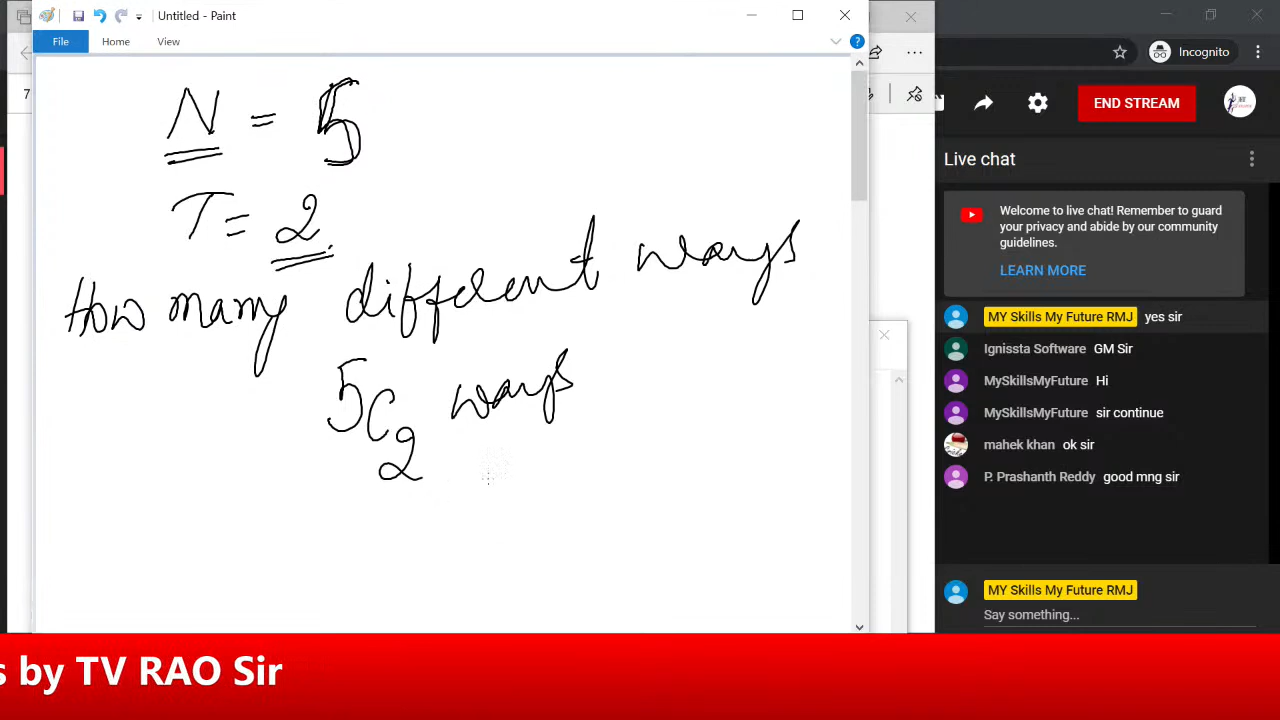 Untitled - Paint
File Home View
N = 5
T = 2
How many different ways
5C2 ways
7
Incognito
END STREAM
Live chat
Welcome to live chat! Remember to guard
your privacy and abide by our community
guidelines.
LEARN MORE
MY Skills My Future RMJ yes sir
Ignissta Software GM Sir
MySkillsMyFuture Hi
MySkillsMyFuture sir continue
mahek khan ok sir
P. Prashanth Reddy good mng sir
MY Skills My Future RMJ
Say something...
s by TV RAO Sir